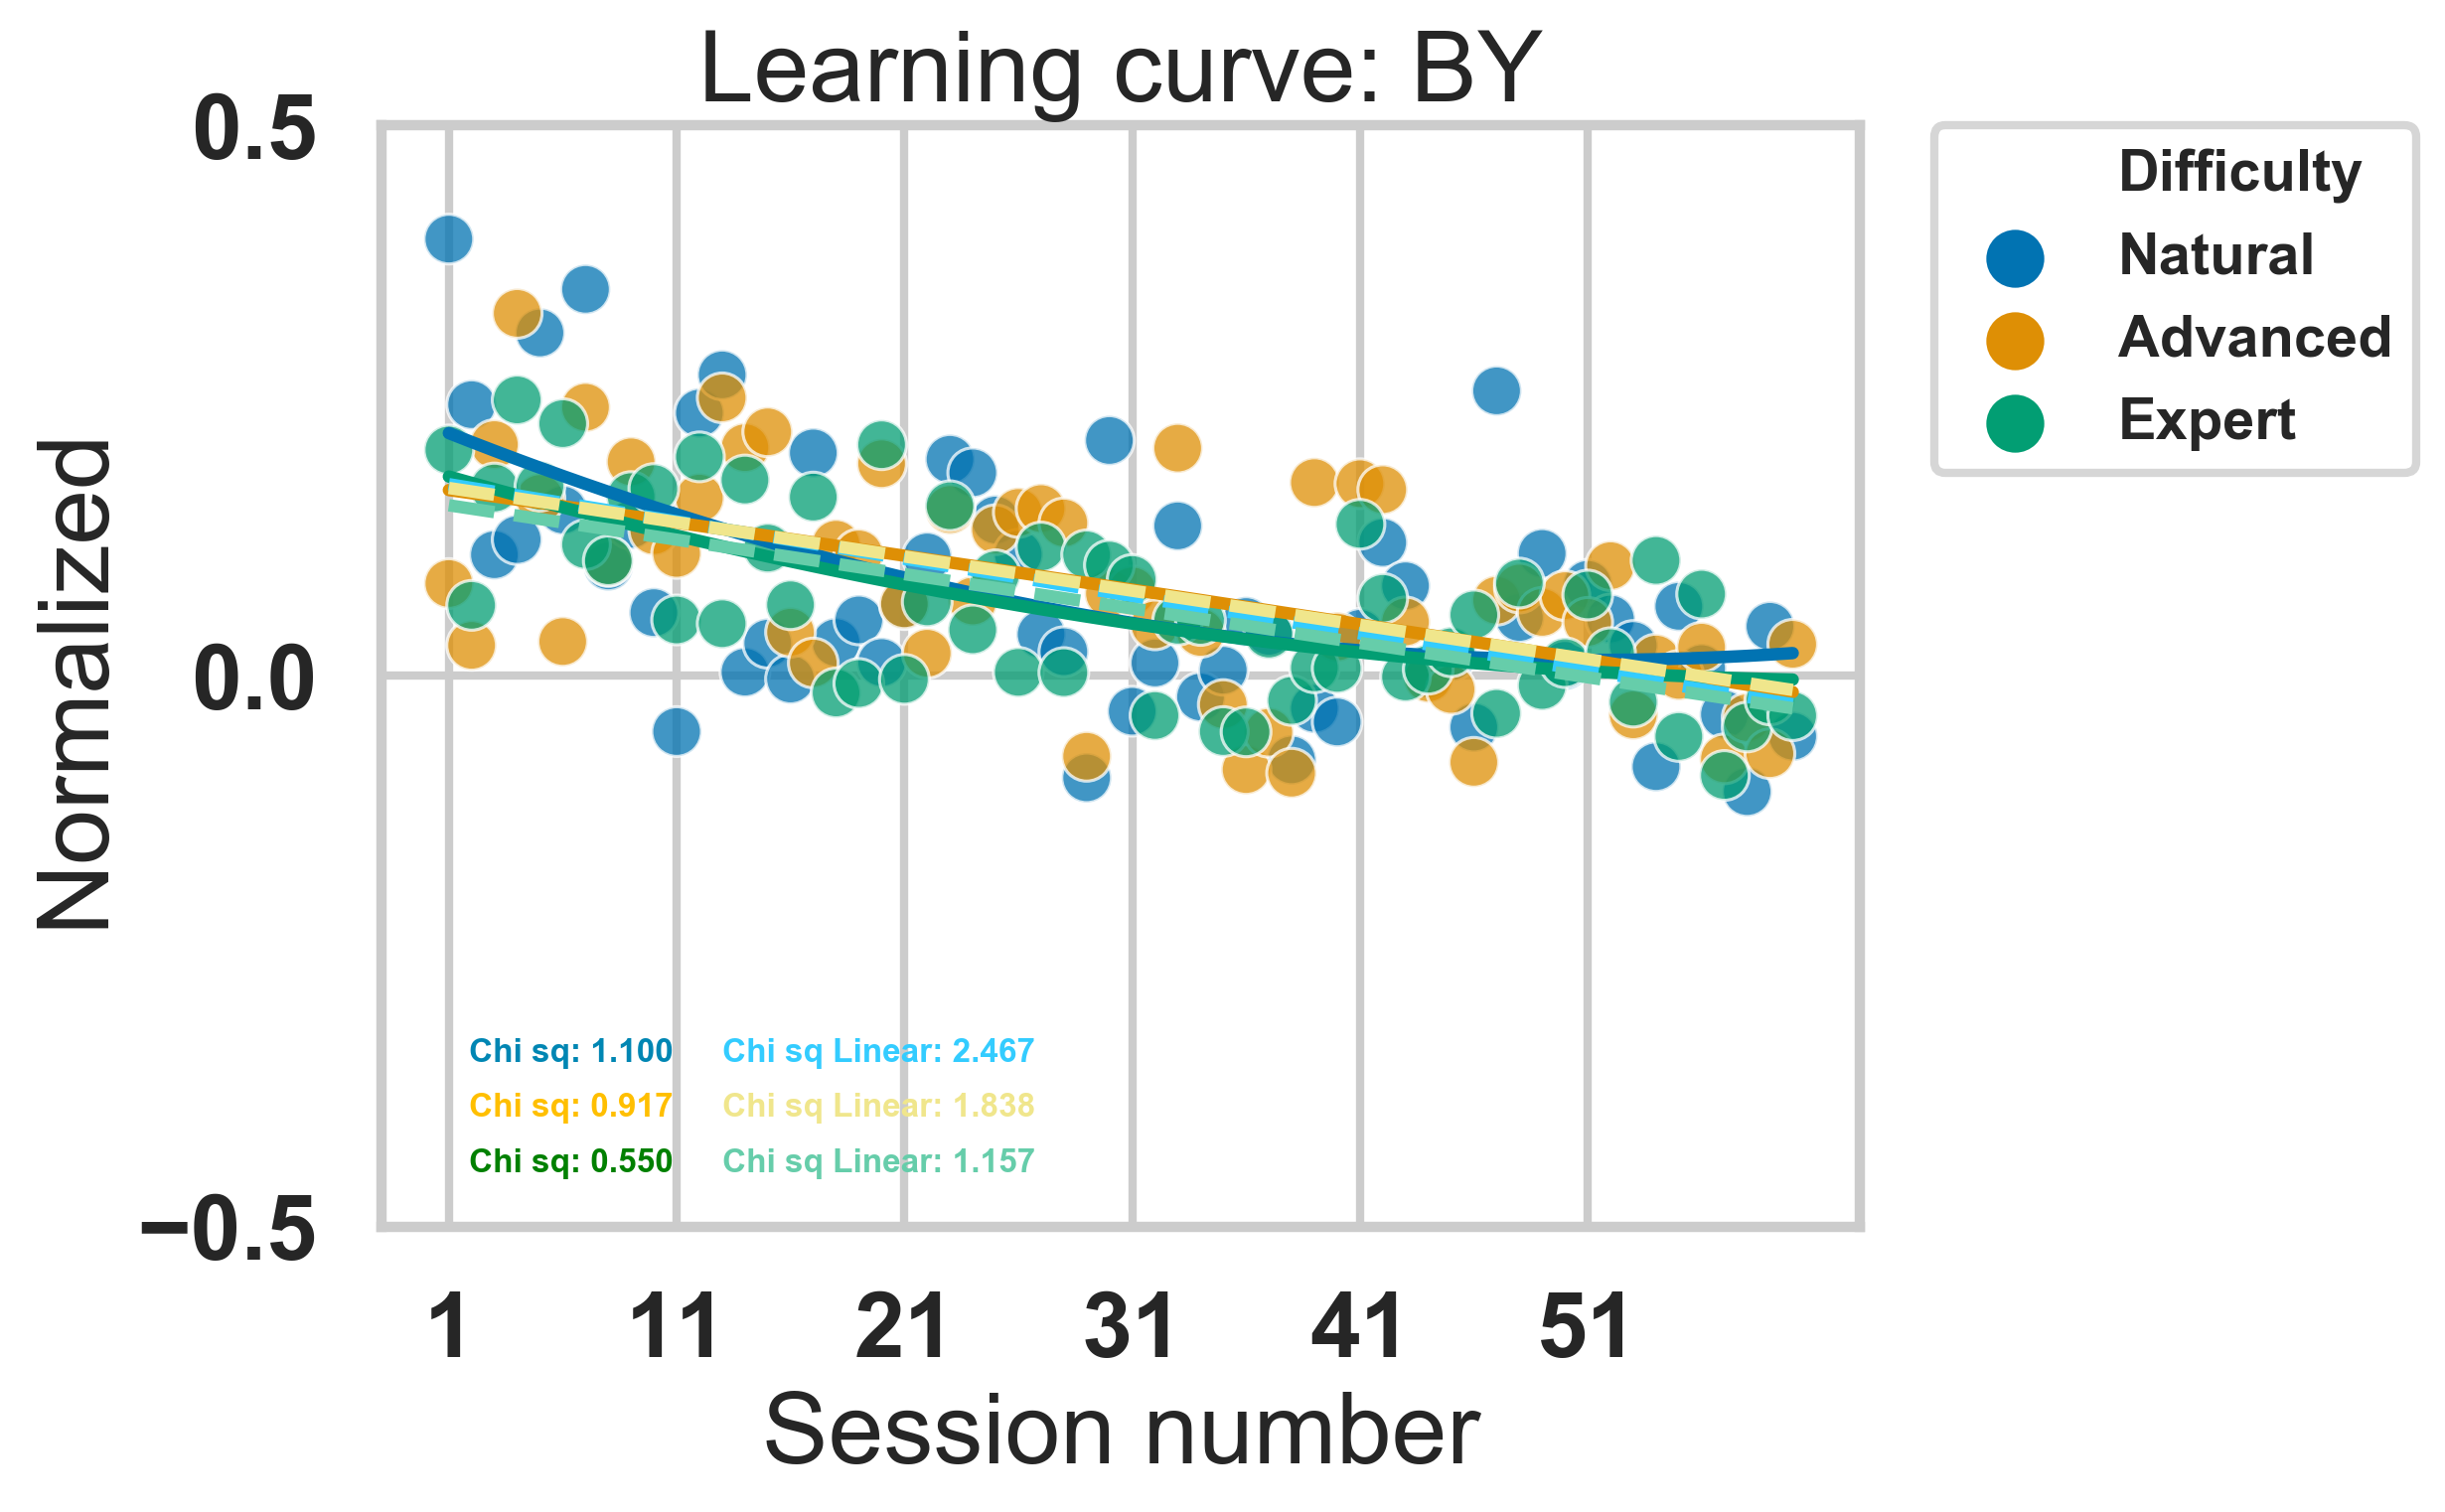 Learning curve: BY
0.5
0.0
−0.5
Normalized
Difficulty
Natural
Advanced
Expert
Chi sq: 1.100 Chi sq Linear: 2.467
Chi sq: 0.917 Chi sq Linear: 1.838
Chi sq: 0.550 Chi sq Linear: 1.157
1 11 21 31 41 51
Session number